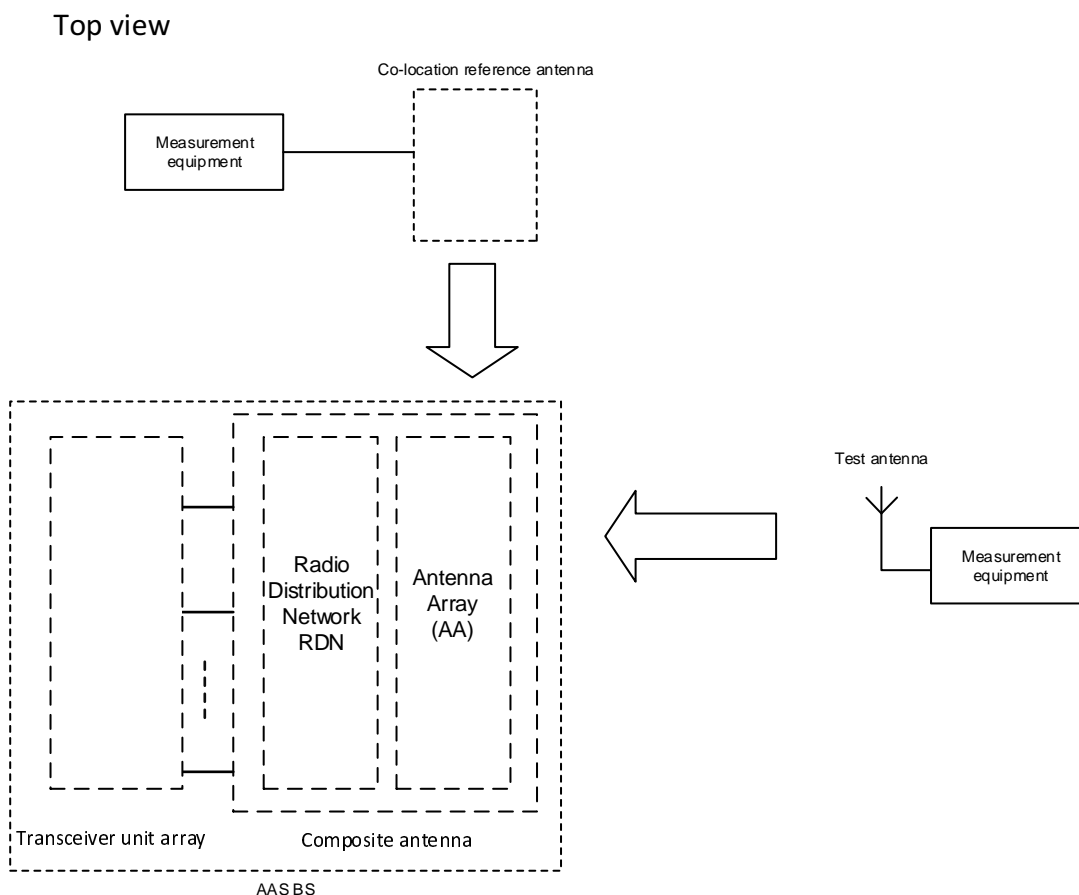 Top view
Co-location reference antenna
Measurement
equipment
Test antenna
Measurement
equipment
Radio
Distribution
Network
RDN
Antenna
Array
(AA)
Transceiver unit array
Composite antenna
AAS BS